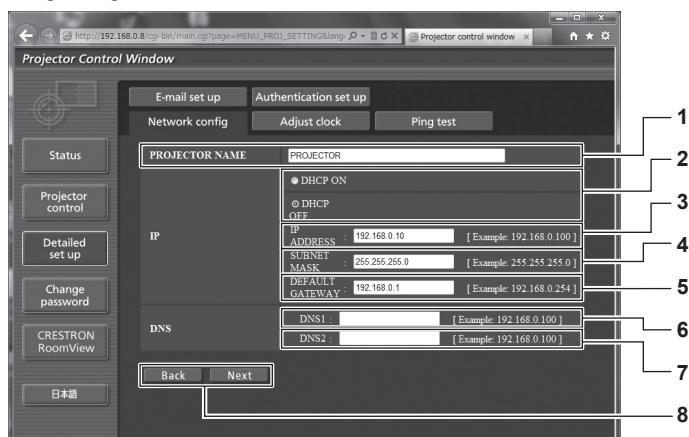 http://192.168.0.8/cgi-bin/main.cgi?page=MENU_PROJ_SETTING&lang
Projector control window
Projector Control Window
E-mail set up
Authentication set up
Network config
Adjust clock
Ping test
1
Status
PROJECTOR NAME
PROJECTOR
2
DHCP ON
Projector
control
DHCP
OFF
3
IP
IP
ADDRESS :
192.168.0.10
[ Example: 192.168.0.100 ]
4
Detailed
set up
SUBNET
MASK :
255.255.255.0
[ Example: 255.255.255.0 ]
5
Change
password
DEFAULT
GATEWAY :
192.168.0.1
[ Example: 192.168.0.254 ]
6
CRESTRON
RoomView
DNS
DNS1 :
[ Example: 192.168.0.100 ]
7
DNS2 :
[ Example: 192.168.0.100 ]
Back
Next
8
日本語